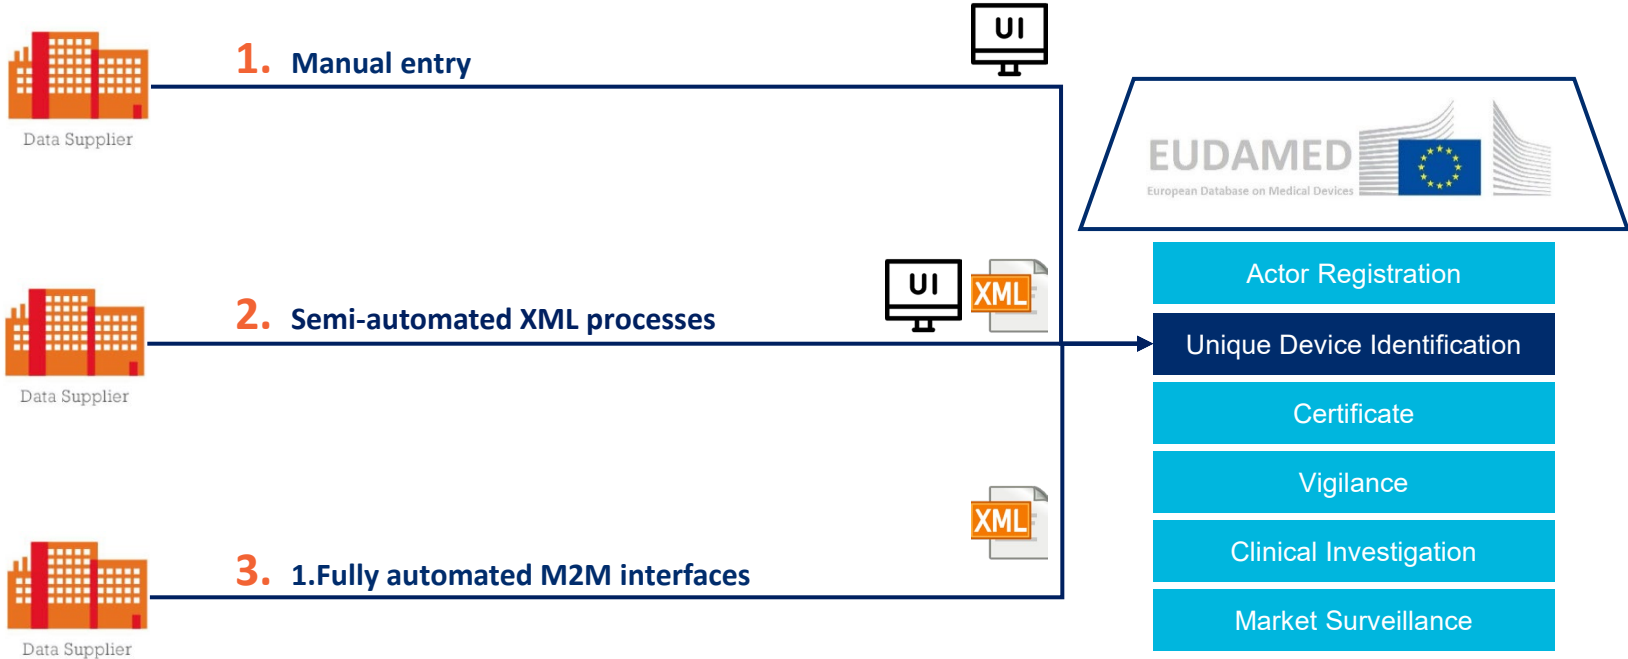 1. Manual entry
UI
Data Supplier
EUDAMED
European Database on Medical Devices
2. Semi-automated XML processes
UI
XML
Data Supplier
3. 1.Fully automated M2M interfaces
XML
Data Supplier
Actor Registration
Unique Device Identification
Certificate
Vigilance
Clinical Investigation
Market Surveillance